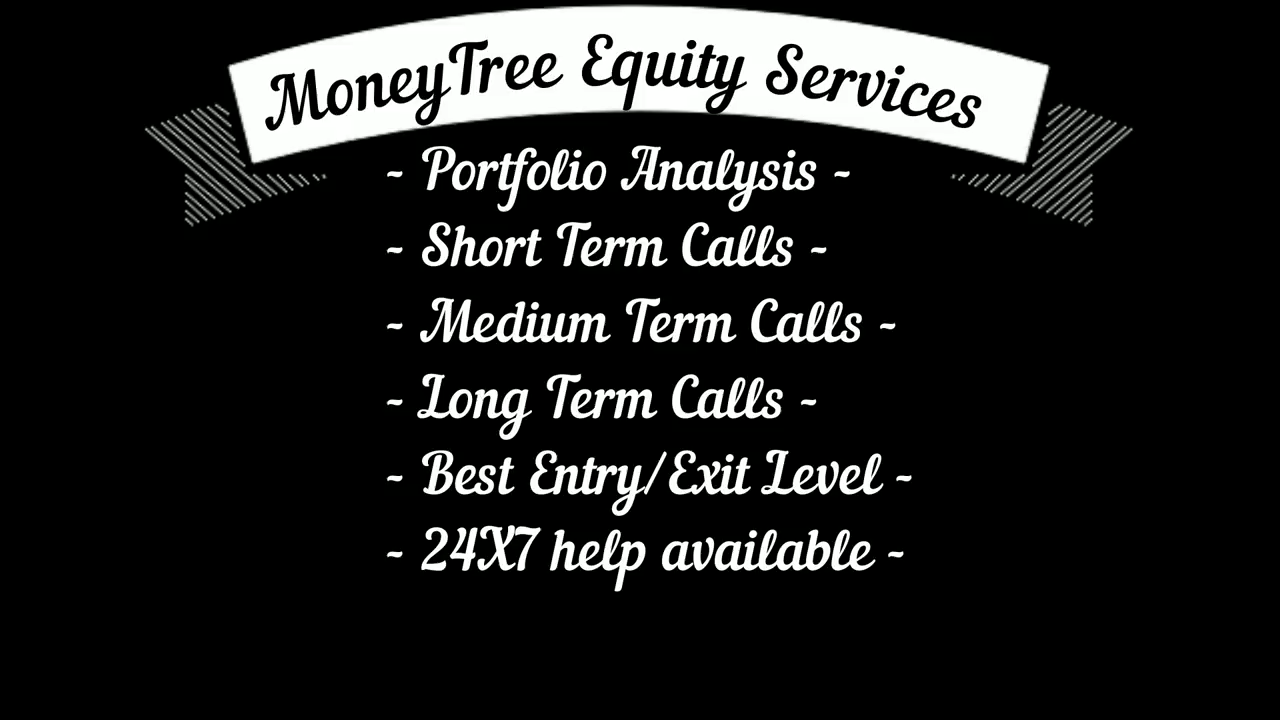 MoneyTree Equity Services
- Portfolio Analysis -
- Short Term Calls -
- Medium Term Calls -
- Long Term Calls -
- Best Entry/Exit Level -
- 24X7 help available -